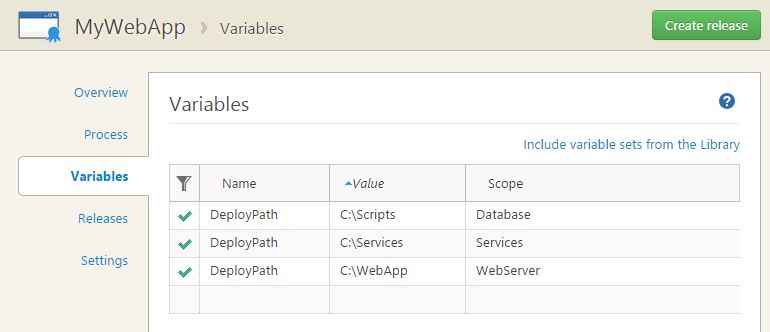 MyWebApp › Variables
Create release
Overview
Process
Variables
Releases
Settings
Variables
?
Include variable sets from the Library
Name Value Scope
DeployPath C:\Scripts Database
DeployPath C:\Services Services
DeployPath C:\WebApp WebServer